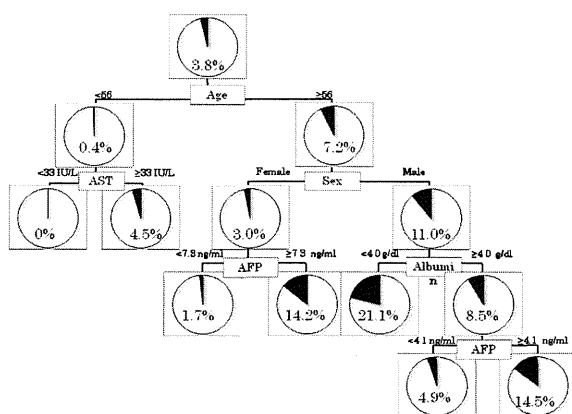 3.8%
<56 Age ≥56
0.4% 7.2%
<33 IU/L AST ≥33 IU/L Female Sex Male
0% 4.5% 3.0% 11.0%
<7.3 ng/ml AFP ≥7.3 ng/ml <4.0 g/dl Albumi
n ≥4.0 g/dl
1.7% 14.2% 21.1% 8.5%
<4.1 ng/ml AFP ≥4.1 ng/ml
4.9% 14.5%